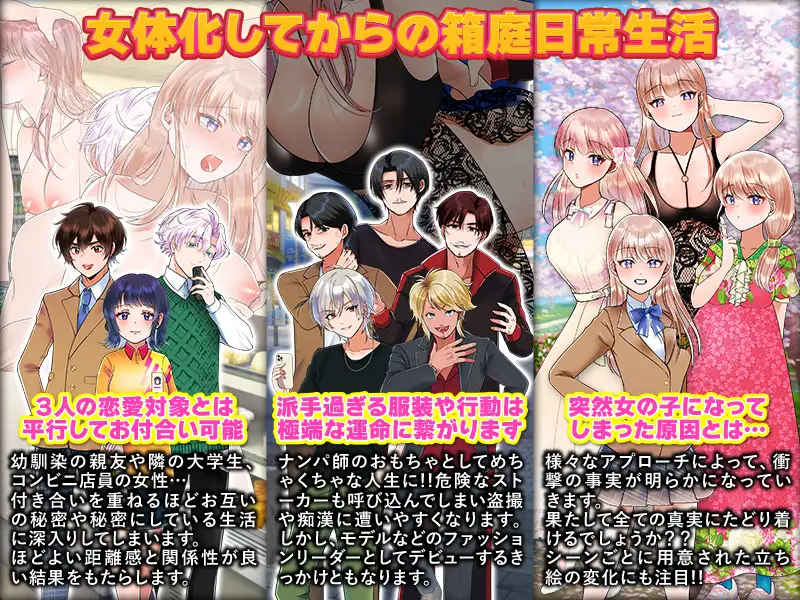 女体化してからの箱庭日常生活
３人の恋愛対象とは
平行してお付合い可能
幼馴染の親友や隣の大学生、
コンビニ店員の女性…
付き合いを重ねるほどお互い
の秘密や秘密にしている生活
に深入りしてしまいます。
ほどよい距離感と関係性が良
い結果をもたらします。
派手過ぎる服装や行動は
極端な運命に繋がります
ナンパ師のおもちゃとしてめち
ゃくちゃな人生に!!危険なスト
ーカーも呼び込んでしまい盗撮
や痴漢に遭いやすくなります。
しかし、モデルなどのファッショ
ンリーダーとしてデビューするき
っかけともなります。
突然女の子になって
しまった原因とは…
様々なアプローチによって、衝
撃の事実が明らかになってい
きます。
果たして全ての真実にたどり着
けるでしょうか？？
シーンごとに用意された立ち
絵の変化にも注目!!